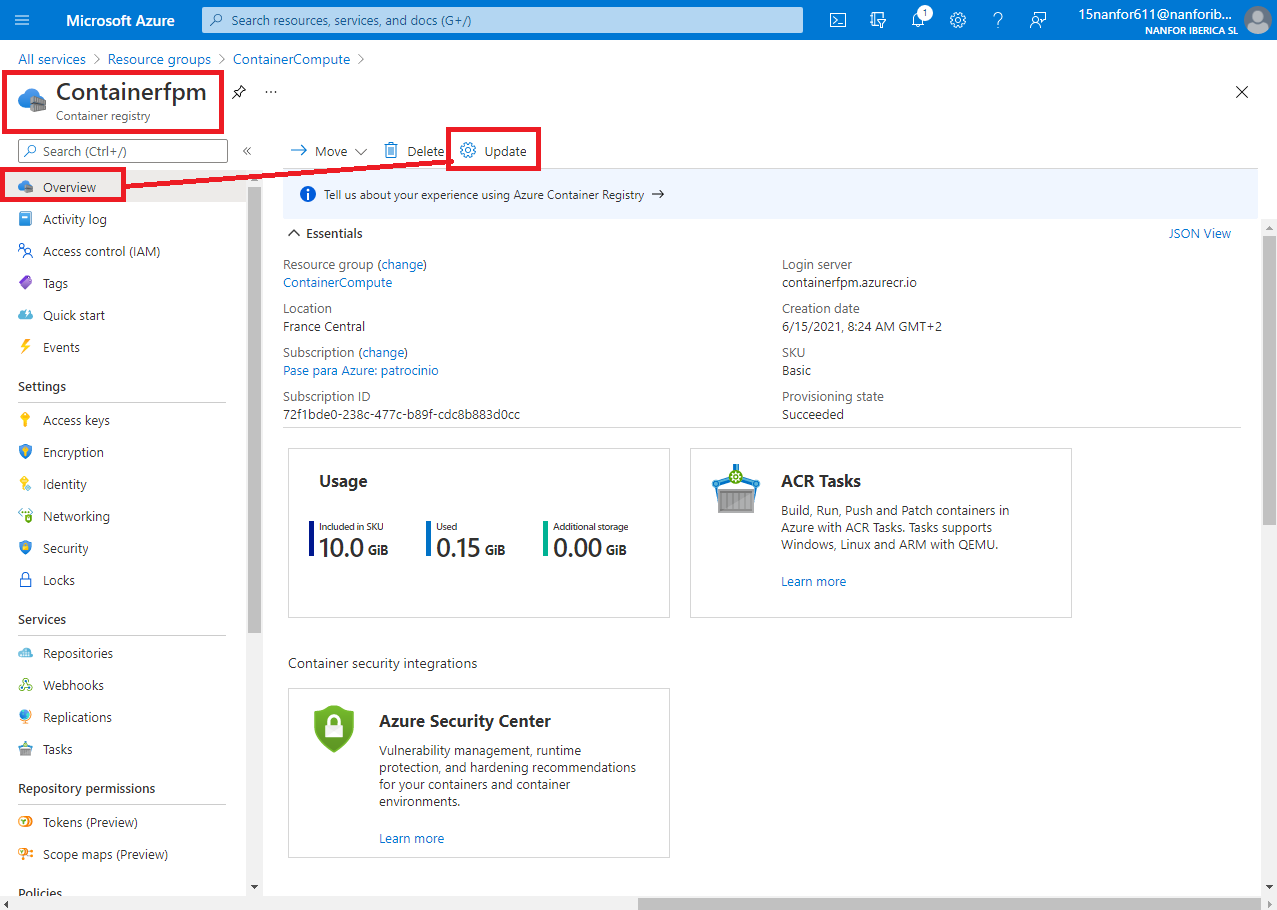 Microsoft Azure
Search resources, services, and docs (G+/)
1
15nanfor611@nanforib...
NANFOR IBERICA SL
All services > Resource groups > ContainerCompute >
Containerfpm
...
Container registry
Search (Ctrl+/)
«
Move
Delete
Update
Overview
Activity log
Access control (IAM)
Tags
Quick start
Events
Settings
Access keys
Encryption
Identity
Networking
Security
Locks
Services
Repositories
Webhooks
Replications
Tasks
Repository permissions
Tokens (Preview)
Scope maps (Preview)
Policies
Tell us about your experience using Azure Container Registry →
Essentials
JSON View
Resource group (change)
ContainerCompute
Location
France Central
Subscription (change)
Pase para Azure: patrocinio
Subscription ID
72f1bde0-238c-477c-b89f-cdc8b883d0cc
Login server
containerfpm.azurecr.io
Creation date
6/15/2021, 8:24 AM GMT+2
SKU
Basic
Provisioning state
Succeeded
Usage
Included in SKU
10.0 GiB
Used
0.15 GiB
Additional storage
0.00 GiB
ACR Tasks
Build, Run, Push and Patch containers in
Azure with ACR Tasks. Tasks supports
Windows, Linux and ARM with QEMU.
Learn more
Container security integrations
Azure Security Center
Vulnerability management, runtime
protection, and hardening recommendations
for your containers and container
environments.
Learn more